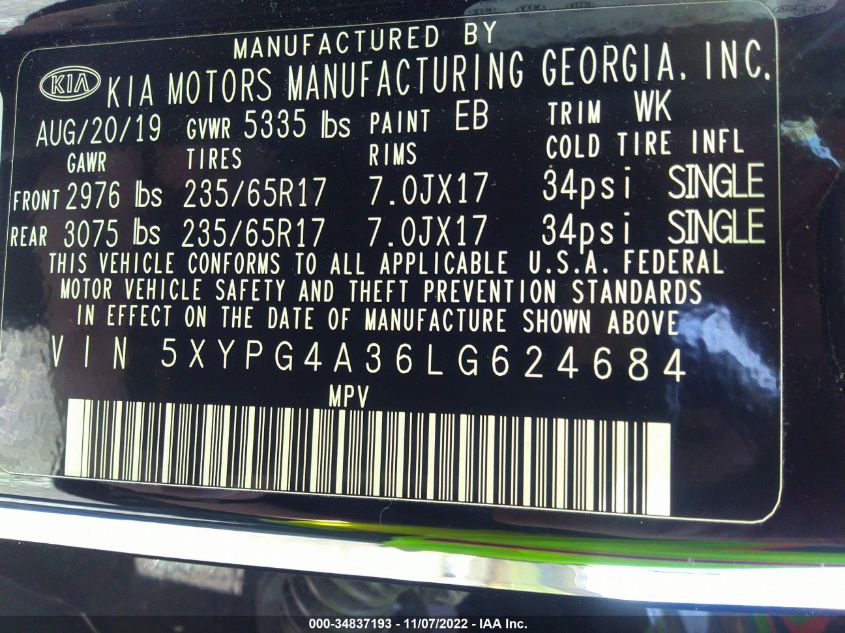 MANUFACTURED BY
KIA KIA MOTORS MANUFACTURING GEORGIA, INC.
AUG/20/19 GVWR 5335 lbs PAINT EB TRIM WK
GAWR TIRES RIMS COLD TIRE INFL
FRONT 2976 lbs 235/65R17 7.0JX17 34psi SINGLE
REAR 3075 lbs 235/65R17 7.0JX17 34psi SINGLE
THIS VEHICLE CONFORMS TO ALL APPLICABLE U.S.A. FEDERAL
MOTOR VEHICLE SAFETY AND THEFT PREVENTION STANDARDS
IN EFFECT ON THE DATE OF MANUFACTURE SHOWN ABOVE
VIN 5XYPG4A36LG624684
MPV
000-34837193 - 11/07/2022 - IAA Inc.